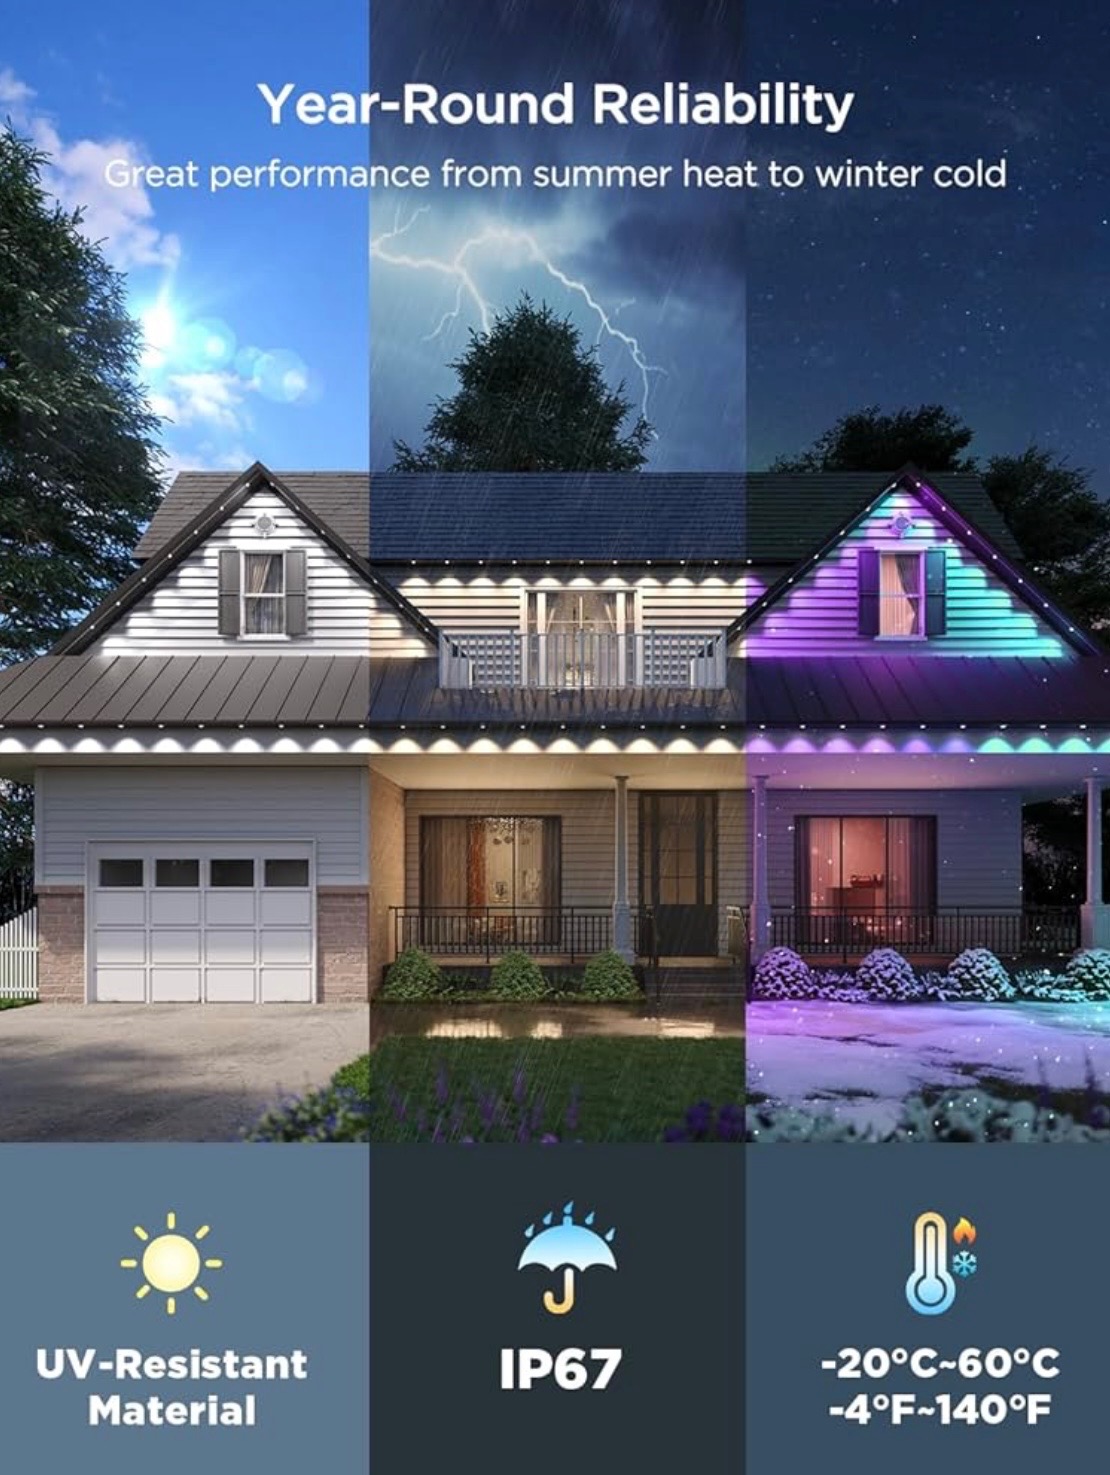 Year-Round Reliability
Great performance from summer heat to winter cold
UV-Resistant
Material
IP67
-20°C~60°C
-4°F~140°F